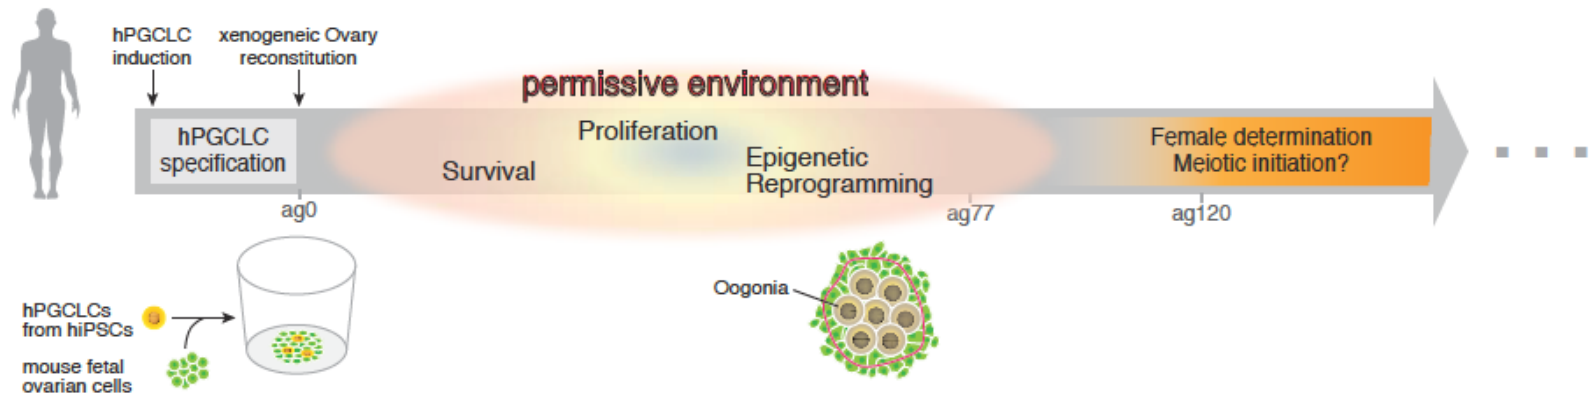 hPGCLC
induction
xenogeneic Ovary
reconstitution
permissive environment
hPGCLC
specification
Survival
Proliferation
Epigenetic
Reprogramming
Female determination
Meiotic initiation?
ag0
ag77
ag120
hPGCLCs
from hiPSCs
mouse fetal
ovarian cells
Oogonia